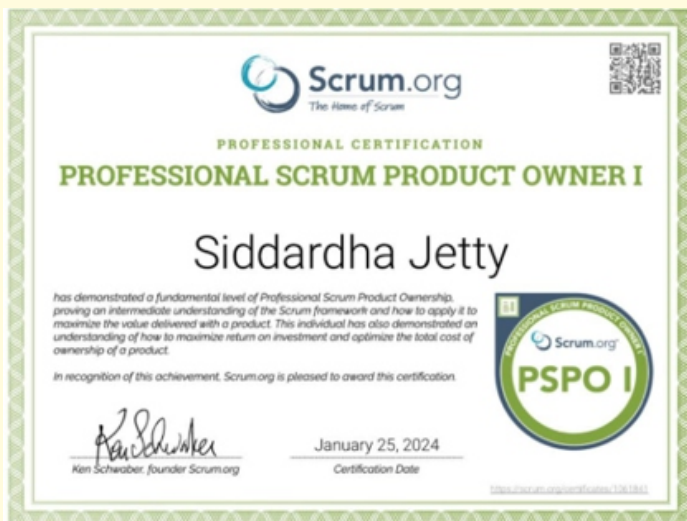 Scrum.org
The Home of Scrum
PROFESSIONAL CERTIFICATION
PROFESSIONAL SCRUM PRODUCT OWNER I
Siddardha Jetty
has demonstrated a fundamental level of Professional Scrum Product Ownership,
proving an intermediate understanding of the Scrum framework and how to apply it to
maximize the value delivered with a product. This individual has also demonstrated an
understanding of how to maximize return on investment and optimize the total cost of
ownership of a product.
In recognition of this achievement, Scrum.org is pleased to award this certification.
PROFESSIONAL SCRUM PRODUCT OWNER I
Scrum.org
PSPO I
Ken Schwaber
Ken Schwaber, founder Scrum.org
January 25, 2024
Certification Date